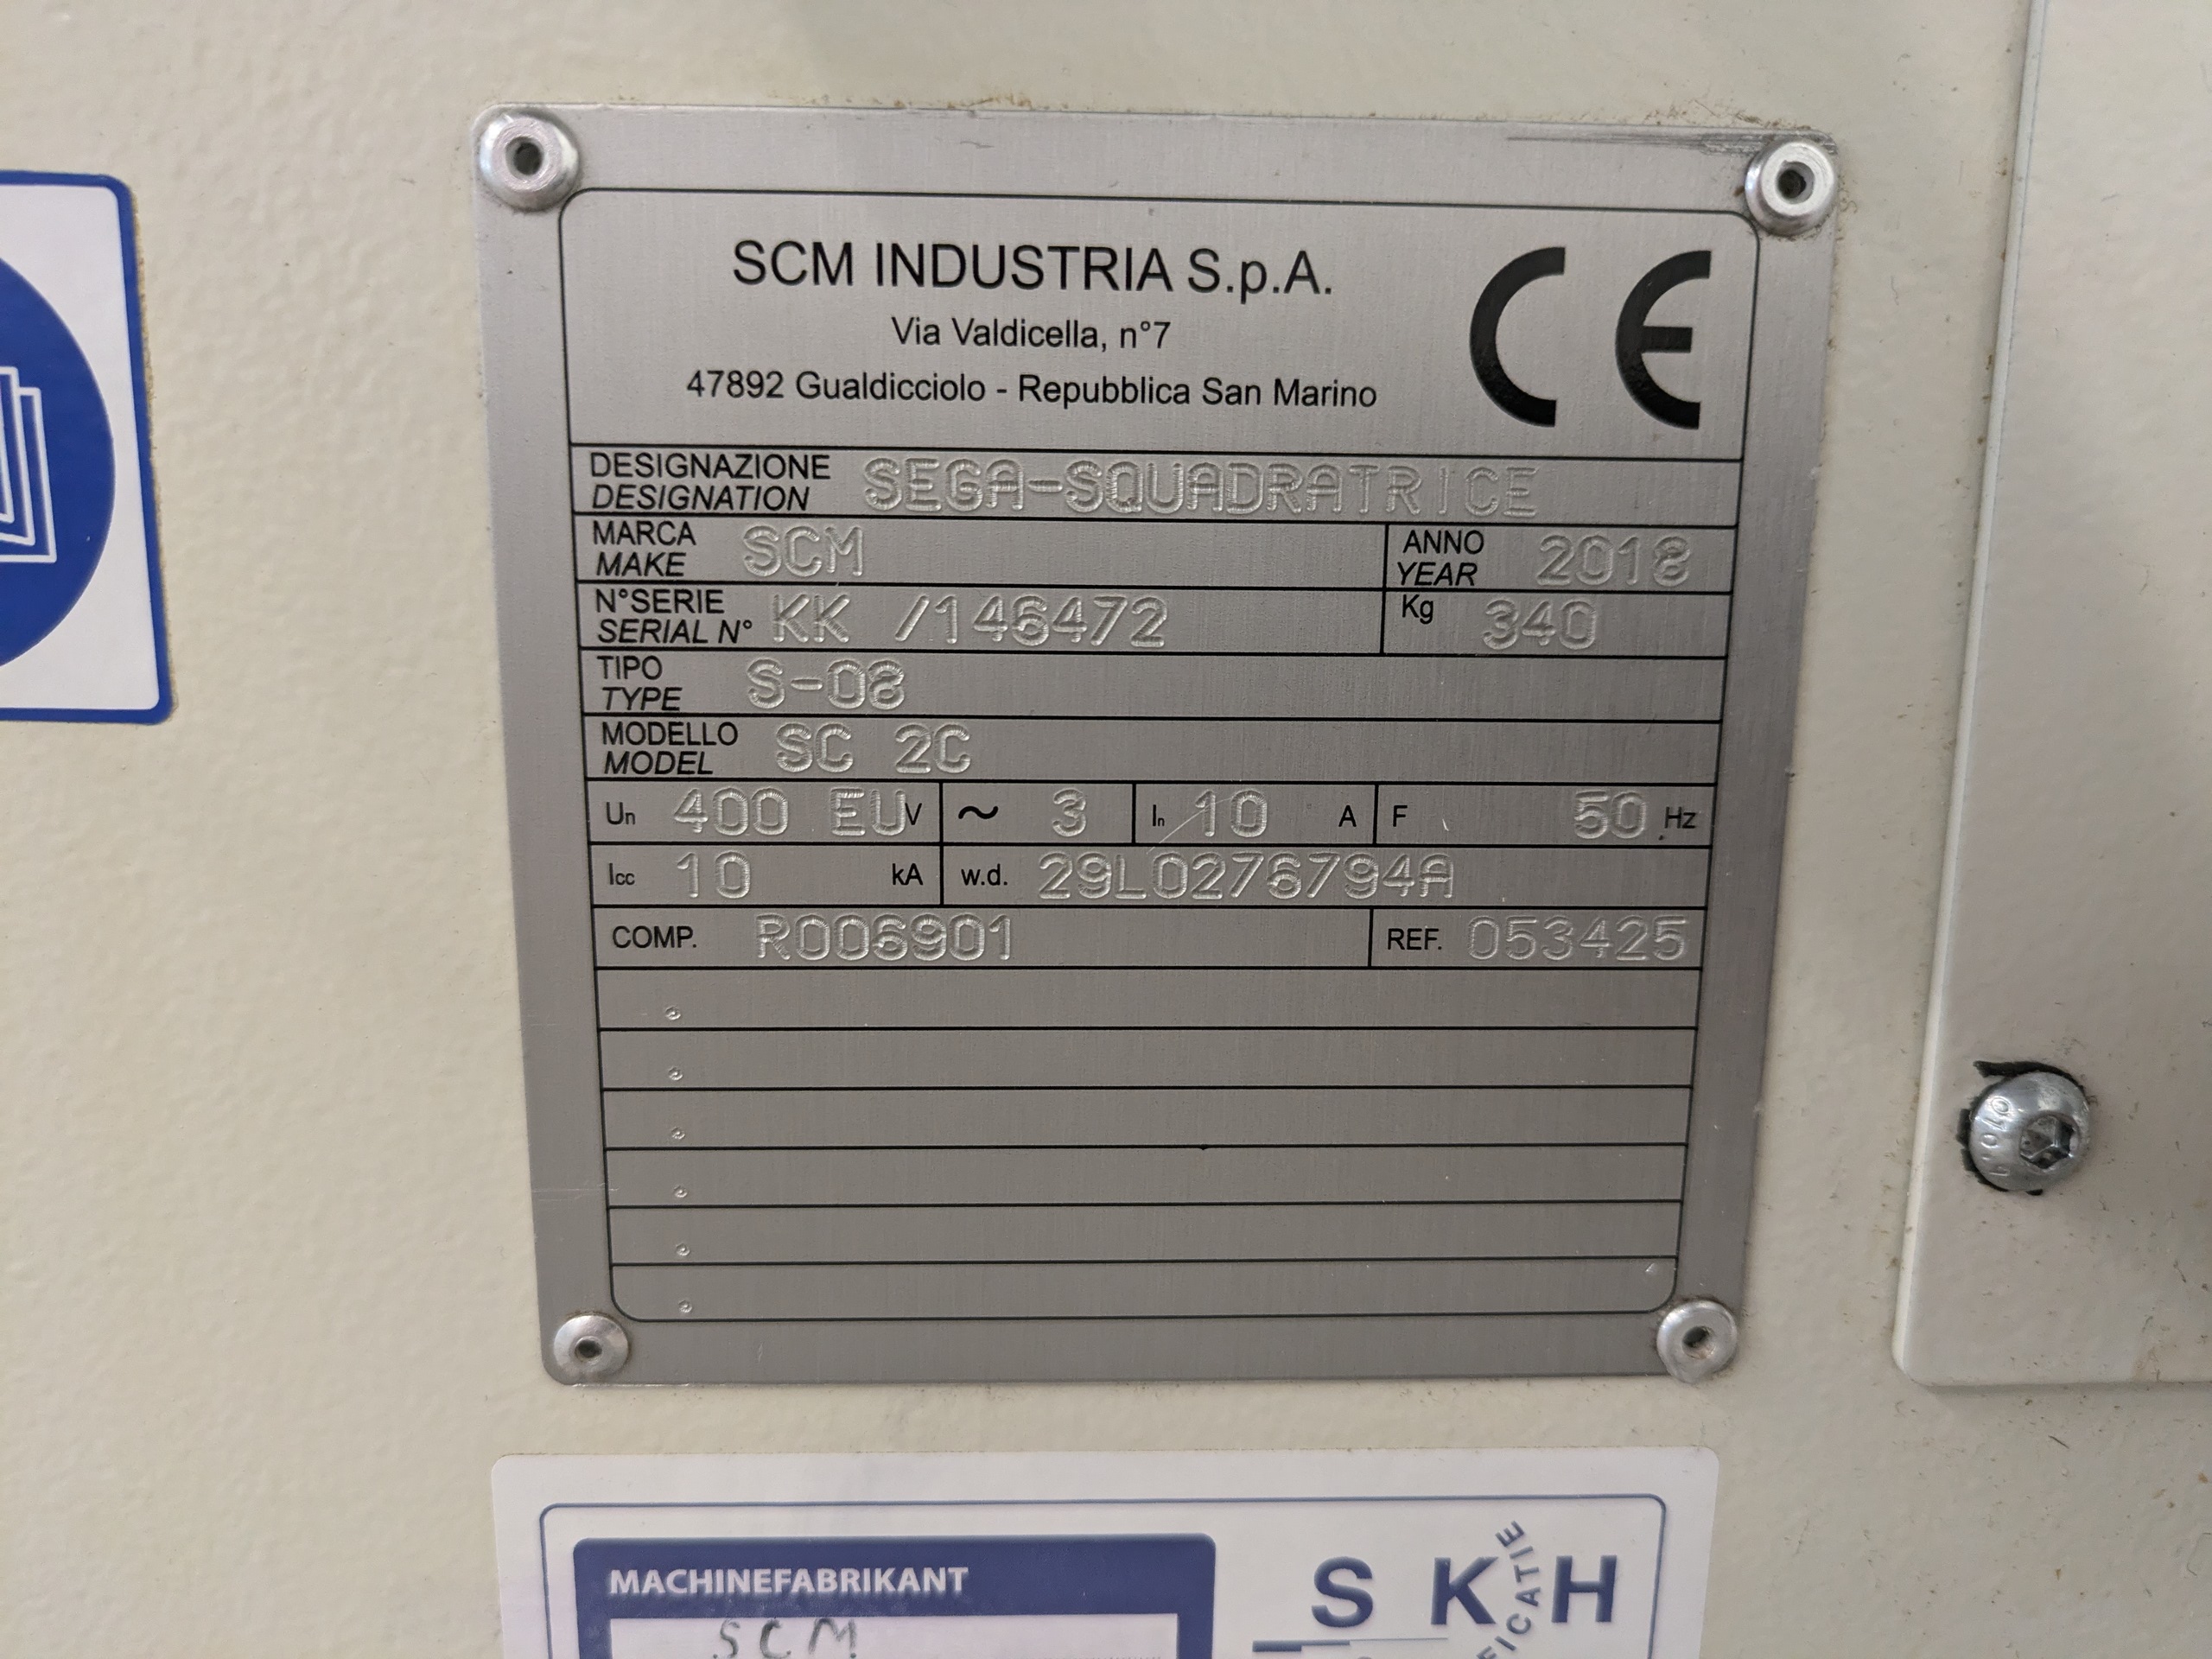 SCM INDUSTRIA S.p.A.
Via Valdicella, n°7
47892 Gualdicciolo - Repubblica San Marino
CE
DESIGNAZIONE
DESIGNATION SEGA-SQUADRATRICE
MARCA
MAKE SCM
ANNO
YEAR 2018
N°SERIE
SERIAL N° KK /146472
Kg 340
TIPO
TYPE S-08
MODELLO
MODEL SC 2C
Un 400 EU V ~ 3 In 10 A F 50 Hz
Icc 10 kA w.d. 29L0276794A
COMP. R006901 REF. 053425
MACHINEFABRIKANT
SCM
SKH